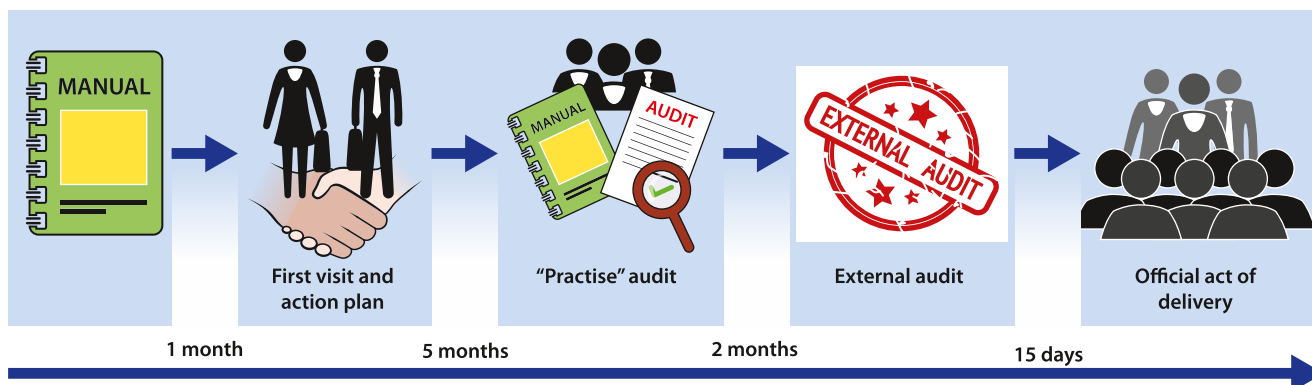 MANUAL
MANUAL
AUDIT
EXTERNAL AUDIT
First visit and
action plan
“Practise” audit
External audit
Official act of
delivery
1 month
5 months
2 months
15 days